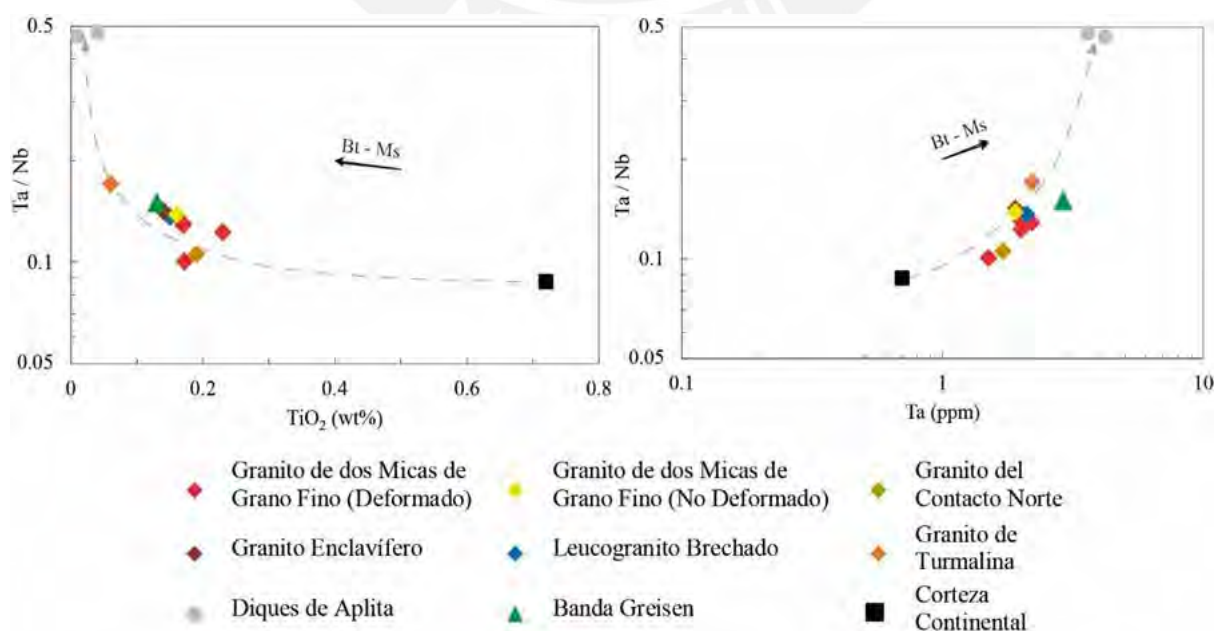 0.5
Ta / Nb
0.1
0.05
Bt - Ms
0
0.2
0.4
0.6
0.8
TiO₂ (wt%)
0.5
Ta / Nb
0.1
0.05
Bt - Ms
0.1
1
10
Ta (ppm)
Granito de dos Micas de
Grano Fino (Deformado)
Granito de dos Micas de
Grano Fino (No Deformado)
Granito del
Contacto Norte
Granito Enclavífero
Leucogranito Brechado
Granito de
Turmalina
Diques de Aplita
Banda Greisen
Corteza
Continental